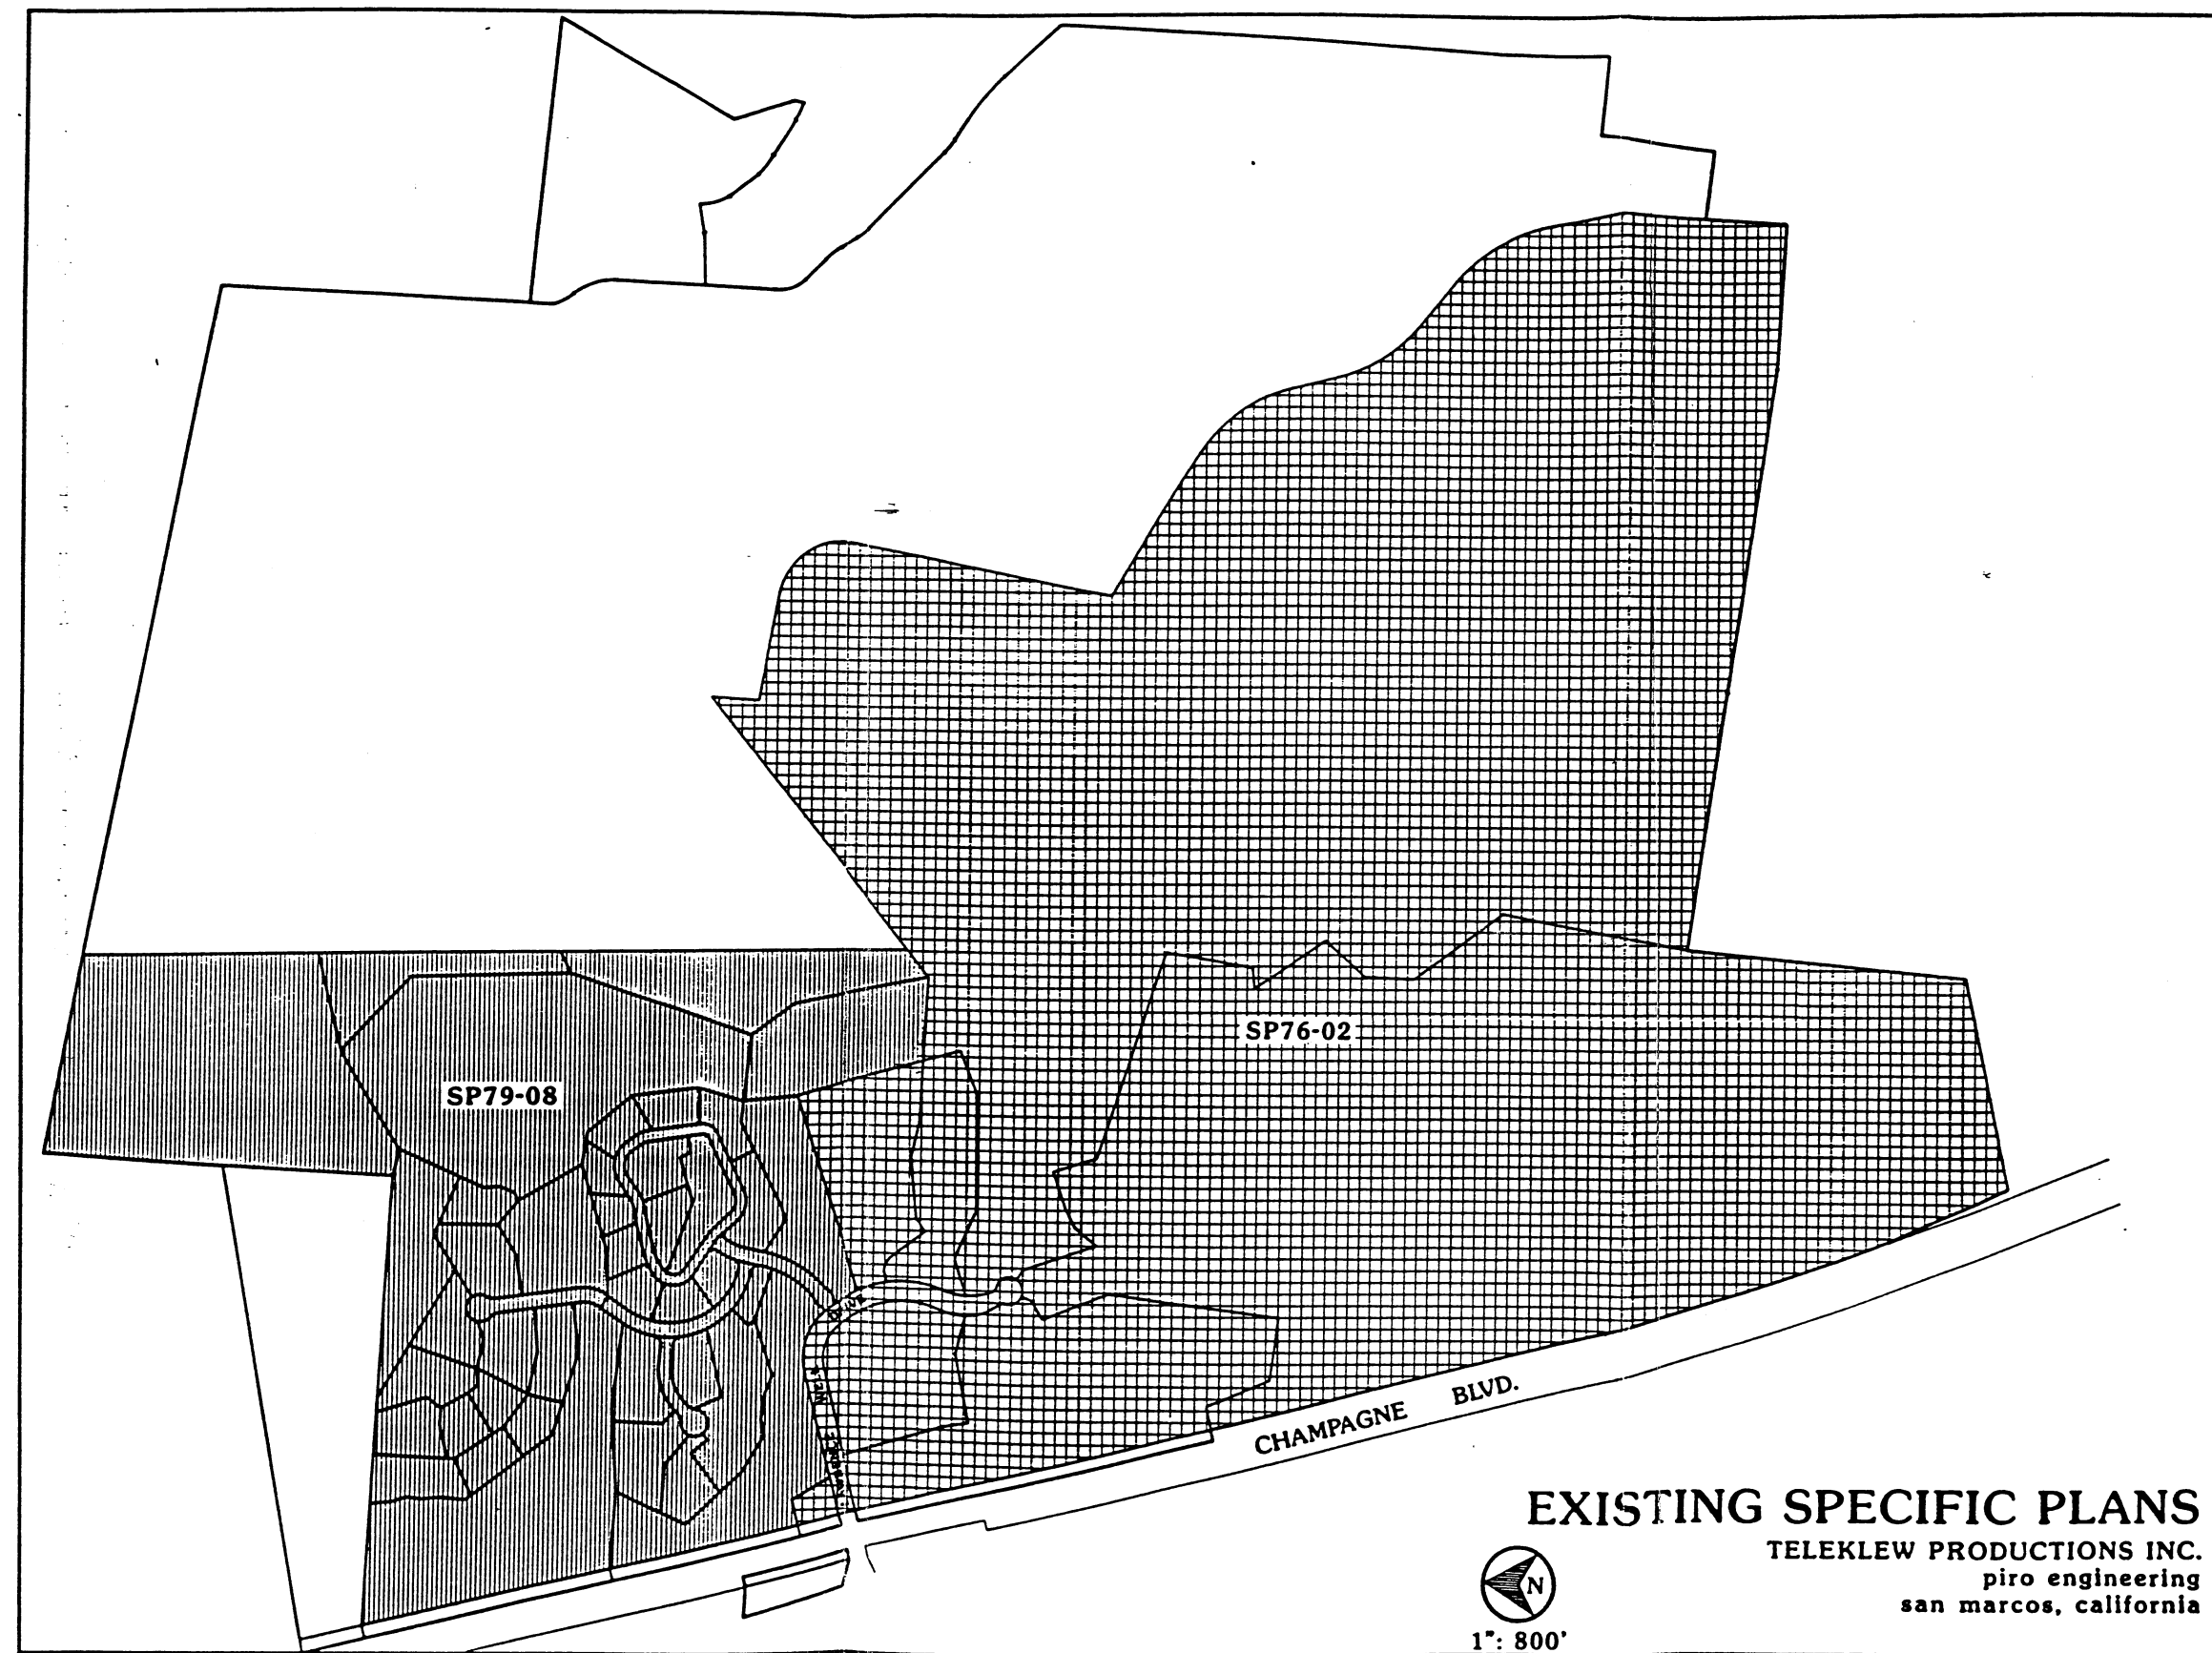 SP76-02
SP79-08
DRIVE
CHAMPAGNE BLVD.
EXISTING SPECIFIC PLANS
TELEKLEW PRODUCTIONS INC.
piro engineering
san marcos, california
N
1": 800'